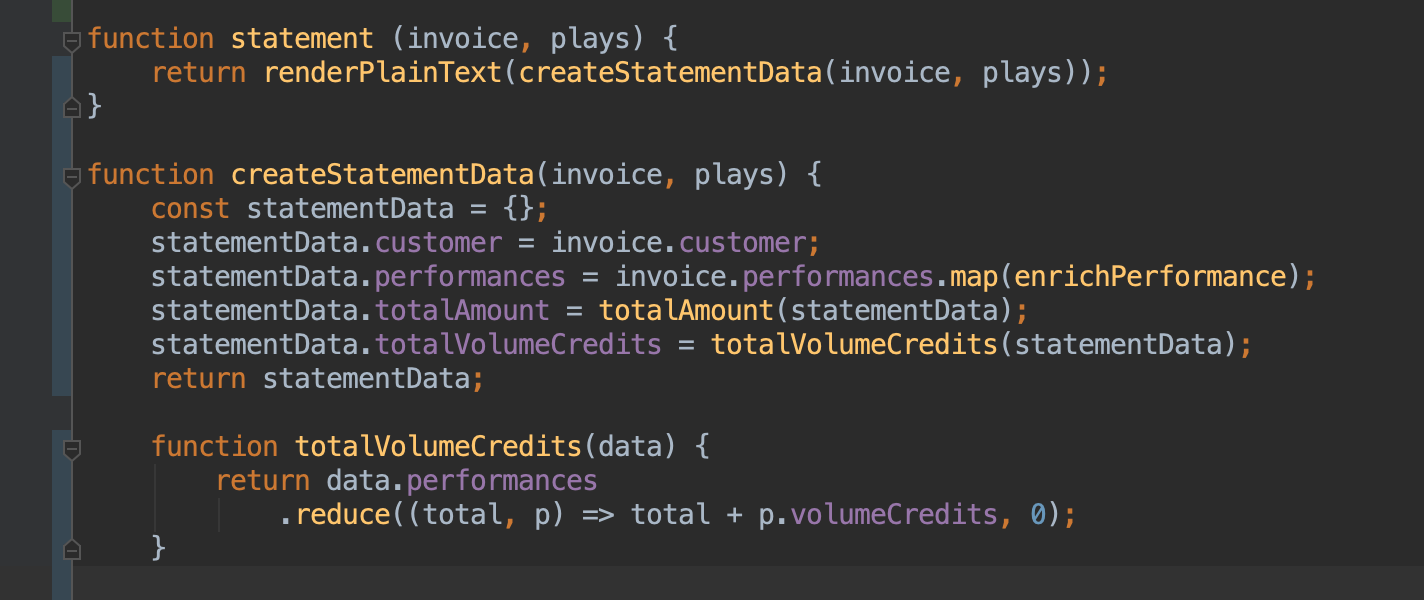 function statement (invoice, plays) {
    return renderPlainText(createStatementData(invoice, plays));
}
function createStatementData(invoice, plays) {
    const statementData = {};
    statementData.customer = invoice.customer;
    statementData.performances = invoice.performances.map(enrichPerformance);
    statementData.totalAmount = totalAmount(statementData);
    statementData.totalVolumeCredits = totalVolumeCredits(statementData);
    return statementData;
    function totalVolumeCredits(data) {
        return data.performances
            .reduce((total, p) => total + p.volumeCredits, 0);
    }